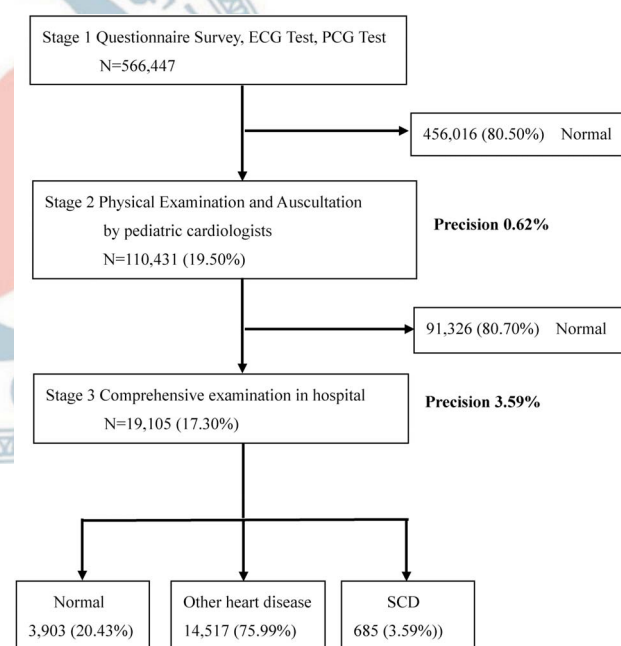 Stage 1 Questionnaire Survey, ECG Test, PCG Test
N=566,447
456,016 (80.50%) Normal
Stage 2 Physical Examination and Auscultation
by pediatric cardiologists
N=110,431 (19.50%)
Precision 0.62%
91,326 (80.70%) Normal
Stage 3 Comprehensive examination in hospital
N=19,105 (17.30%)
Precision 3.59%
Normal
3,903 (20.43%)
Other heart disease
14,517 (75.99%)
SCD
685 (3.59%))